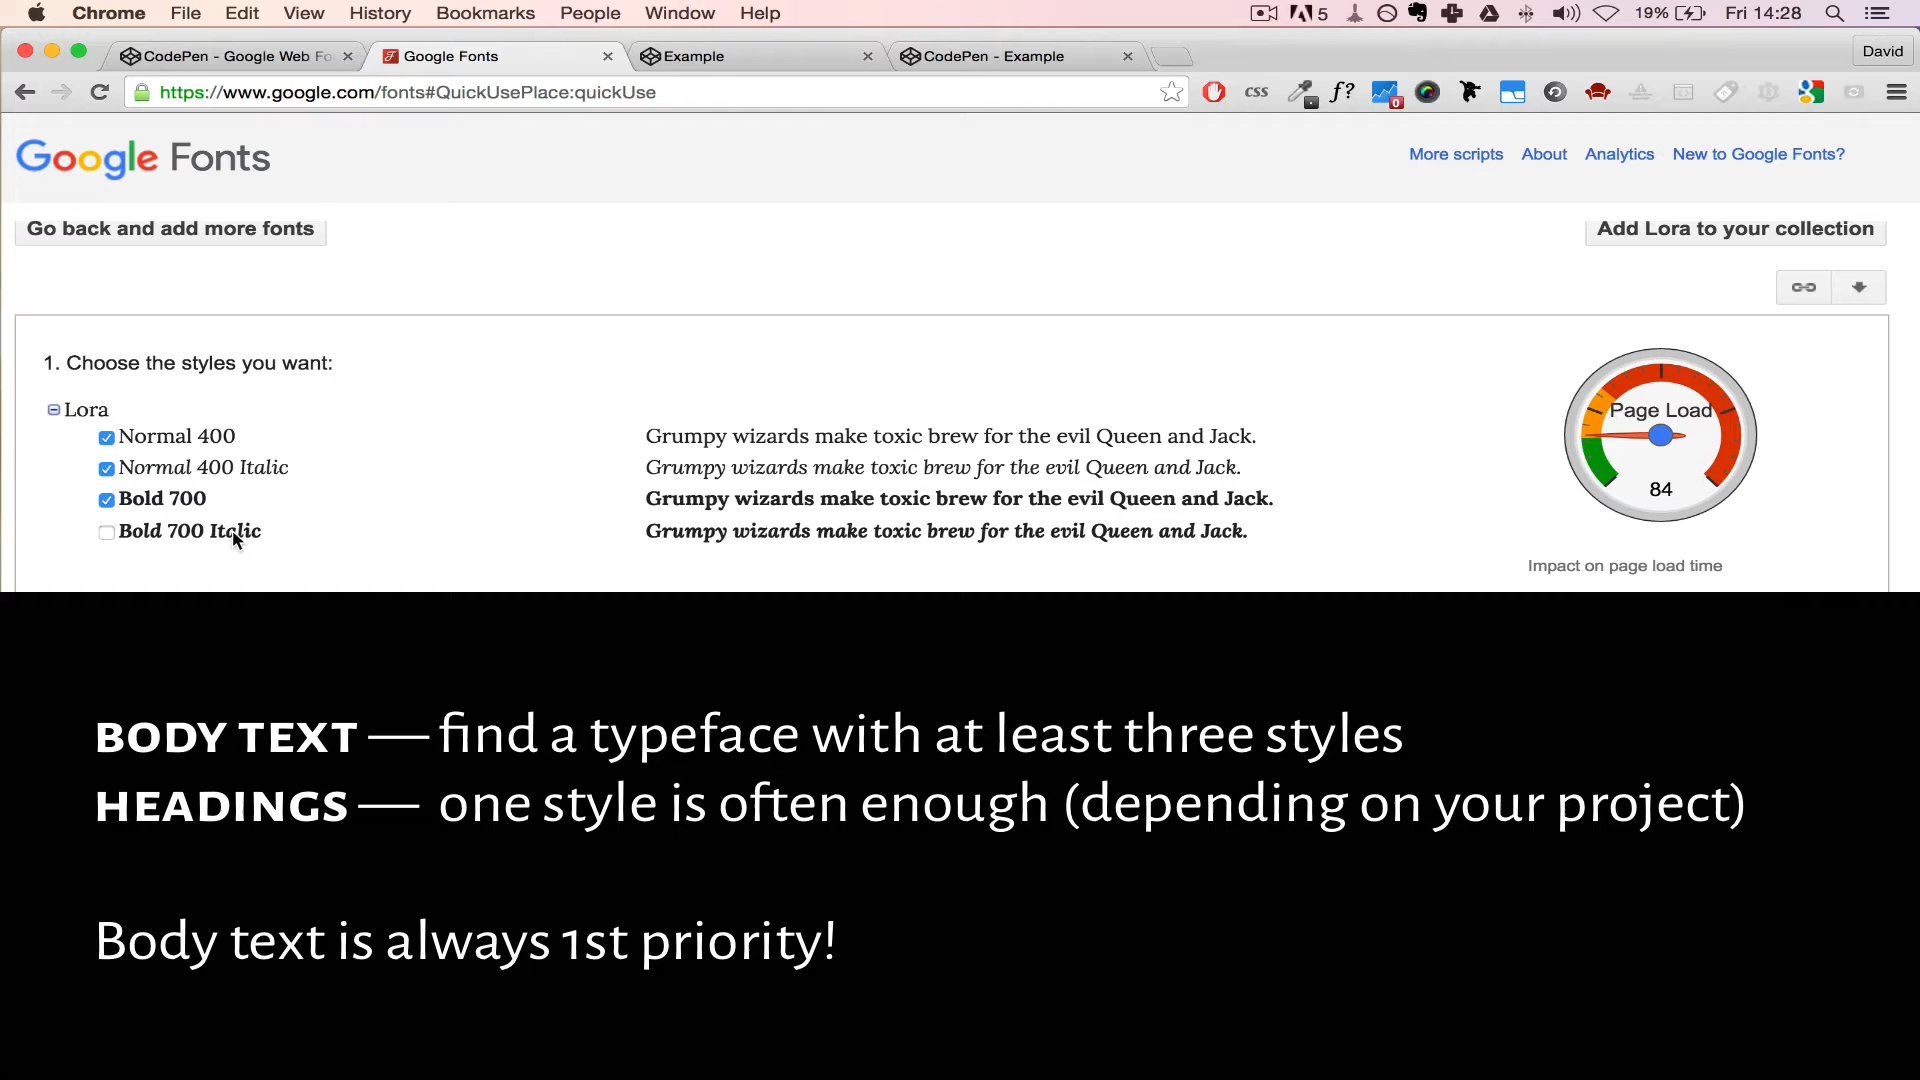 Chrome File Edit View History Bookmarks People Window Help 5 19% Fri 14:28
CodePen - Google Web Fo Google Fonts Example CodePen - Example David
https://www.google.com/fonts#QuickUsePlace:quickUse css f? 0
Google Fonts More scripts About Analytics New to Google Fonts?
Go back and add more fonts Add Lora to your collection
1. Choose the styles you want:
Lora
Page Load
Normal 400 Grumpy wizards make toxic brew for the evil Queen and Jack.
Normal 400 Italic Grumpy wizards make toxic brew for the evil Queen and Jack.
84
Bold 700 Grumpy wizards make toxic brew for the evil Queen and Jack.
Bold 700 Italic Grumpy wizards make toxic brew for the evil Queen and Jack.
Impact on page load time
BODY TEXT — find a typeface with at least three styles
HEADINGS — one style is often enough (depending on your project)
Body text is always 1st priority!